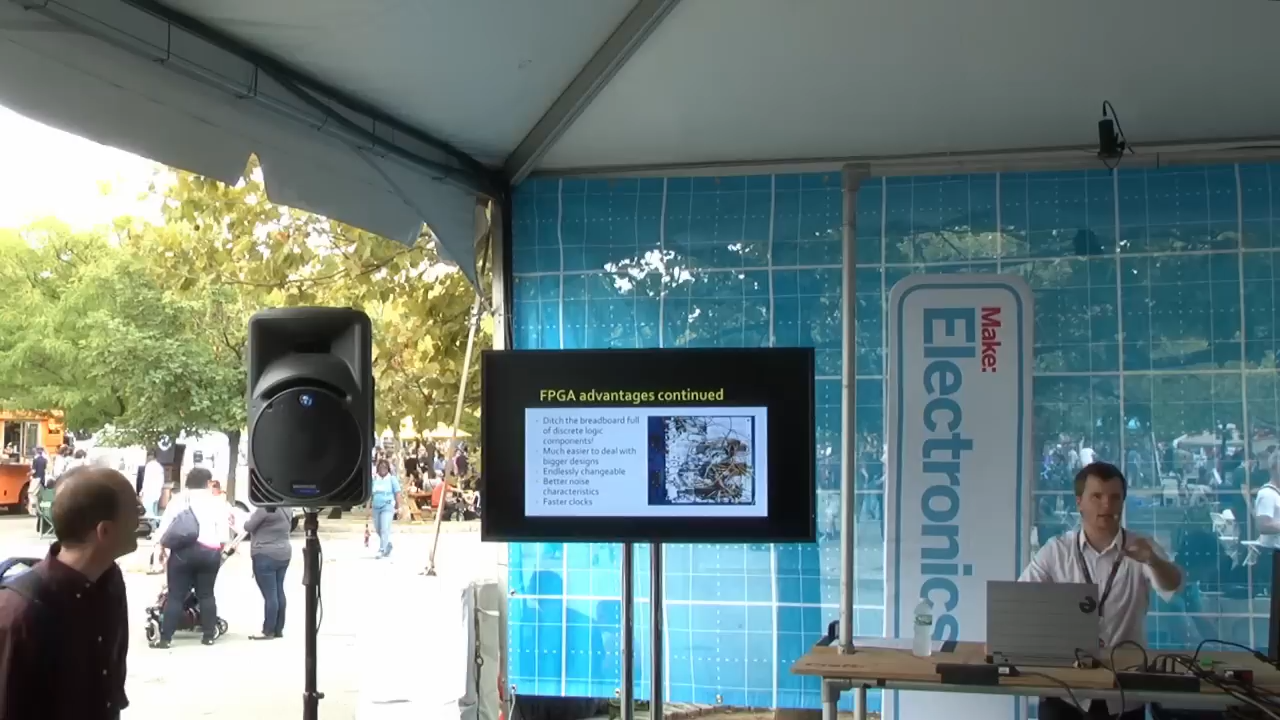 FPGA advantages continued
Ditch the breadboard full
of discrete logic
components!
Much easier to deal with
bigger designs
Endlessly changeable
Better noise
characteristics
Faster clocks
Make:
Electronics